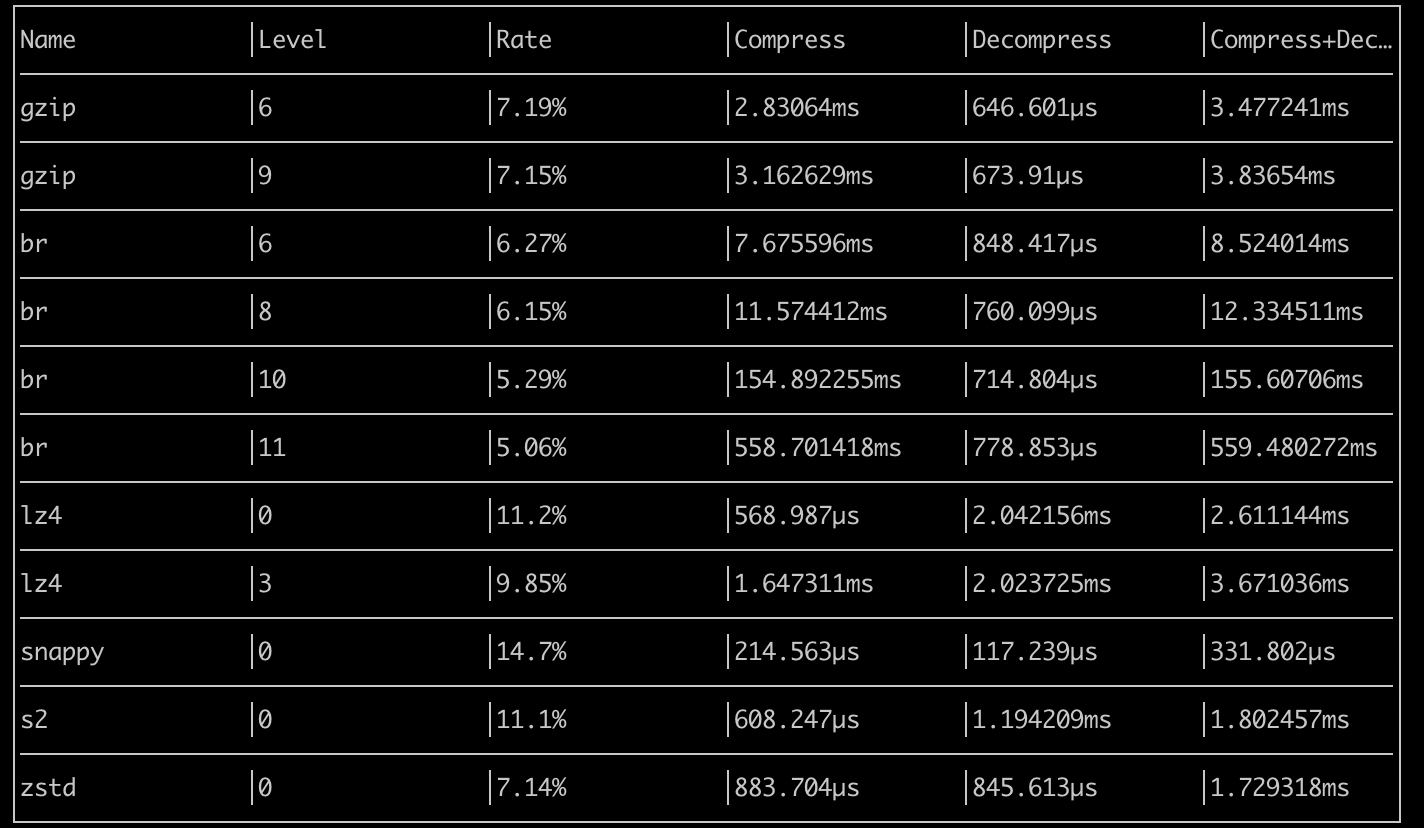 Name Level Rate Compress Decompress Compress+Dec…
gzip 6 7.19% 2.83064ms 646.601µs 3.477241ms
gzip 9 7.15% 3.162629ms 673.91µs 3.83654ms
br 6 6.27% 7.675596ms 848.417µs 8.524014ms
br 8 6.15% 11.574412ms 760.099µs 12.334511ms
br 10 5.29% 154.892255ms 714.804µs 155.60706ms
br 11 5.06% 558.701418ms 778.853µs 559.480272ms
lz4 0 11.2% 568.987µs 2.042156ms 2.611144ms
lz4 3 9.85% 1.647311ms 2.023725ms 3.671036ms
snappy 0 14.7% 214.563µs 117.239µs 331.802µs
s2 0 11.1% 608.247µs 1.194209ms 1.802457ms
zstd 0 7.14% 883.704µs 845.613µs 1.729318ms